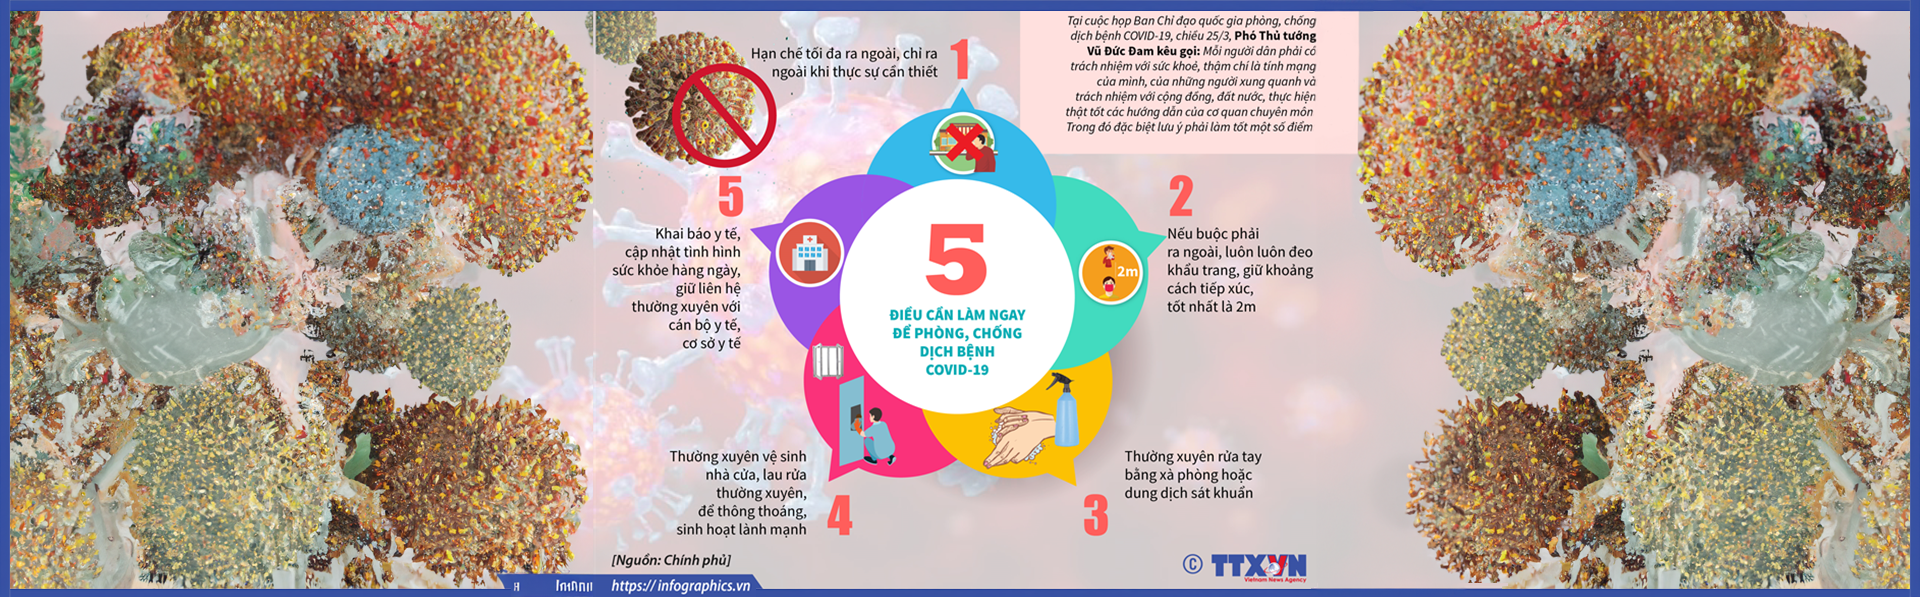 Tại cuộc họp Ban Chỉ đạo quốc gia phòng, chống
dịch bệnh COVID-19, chiều 25/3, Phó Thủ tướng
Vũ Đức Đam kêu gọi: Mỗi người dân phải có
trách nhiệm với sức khoẻ, thậm chí là tính mạng
của mình, của những người xung quanh và
trách nhiệm với cộng đồng, đất nước, thực hiện
thật tốt các hướng dẫn của cơ quan chuyên môn
Trong đó đặc biệt lưu ý phải làm tốt một số điểm
5
ĐIỀU CẦN LÀM NGAY
ĐỂ PHÒNG, CHỐNG
DỊCH BỆNH
COVID-19
1
Hạn chế tối đa ra ngoài, chỉ ra
ngoài khi thực sự cần thiết
2
Nếu buộc phải
ra ngoài, luôn luôn đeo
khẩu trang, giữ khoảng
cách tiếp xúc,
tốt nhất là 2m
2m
3
Thường xuyên rửa tay
bằng xà phòng hoặc
dung dịch sát khuẩn
4
Thường xuyên vệ sinh
nhà cửa, lau rửa
thường xuyên,
để thông thoáng,
sinh hoạt lành mạnh
5
Khai báo y tế,
cập nhật tình hình
sức khỏe hàng ngày,
giữ liên hệ
thường xuyên với
cán bộ y tế,
cơ sở y tế
[Nguồn: Chính phủ]
© TTXVN
Vietnam News Agency
https://infographics.vn